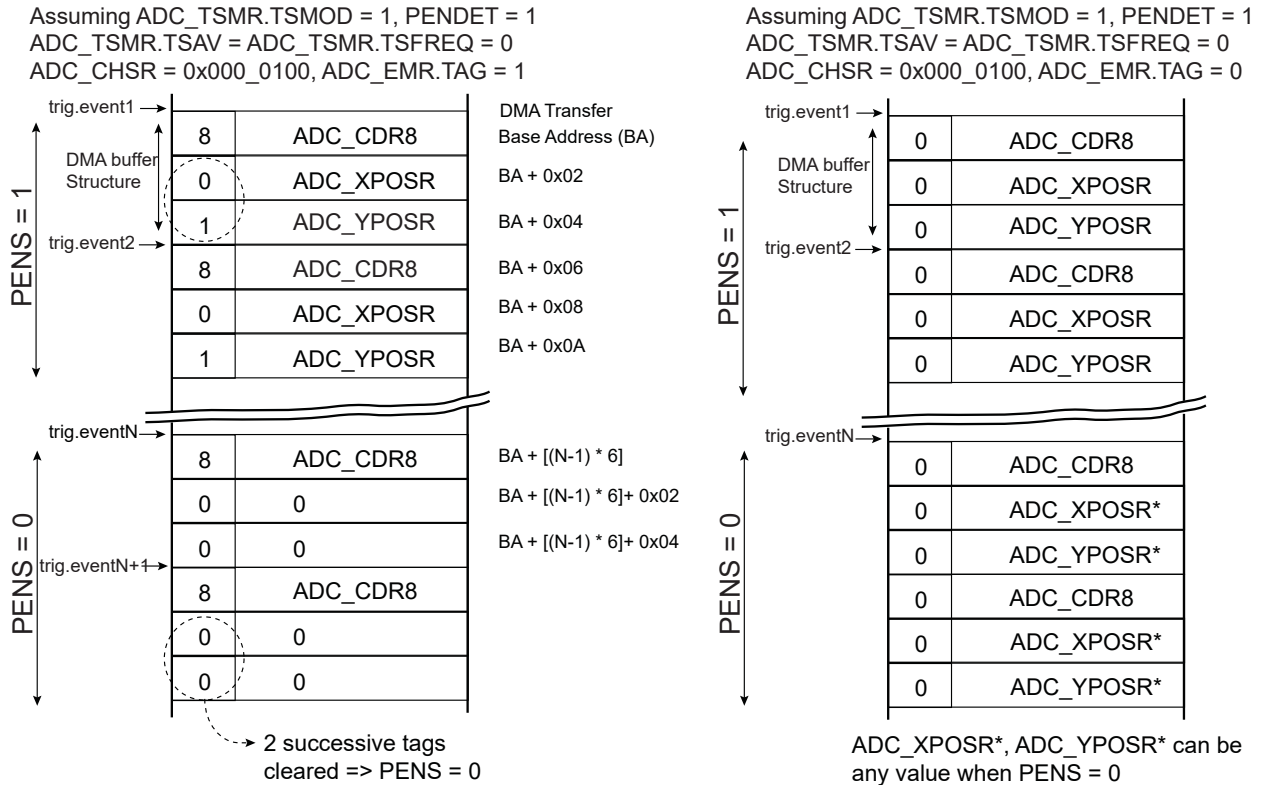 Assuming ADC_TSMR.TSMOD = 1, PENDET = 1
ADC_TSMR.TSAV = ADC_TSMR.TSFREQ = 0
ADC_CHSR = 0x000_0100, ADC_EMR.TAG = 1
trig.event1
DMA Transfer
8 ADC_CDR8 Base Address (BA)
DMA buffer
Structure
0 ADC_XPOSR BA + 0x02
1 ADC_YPOSR BA + 0x04
trig.event2
8 ADC_CDR8 BA + 0x06
0 ADC_XPOSR BA + 0x08
1 ADC_YPOSR BA + 0x0A
PENS = 1
trig.eventN
8 ADC_CDR8 BA + [(N-1) * 6]
0 0 BA + [(N-1) * 6]+ 0x02
0 0 BA + [(N-1) * 6]+ 0x04
trig.eventN+1
8 ADC_CDR8
0 0
0 0
PENS = 0
2 successive tags
cleared => PENS = 0
Assuming ADC_TSMR.TSMOD = 1, PENDET = 1
ADC_TSMR.TSAV = ADC_TSMR.TSFREQ = 0
ADC_CHSR = 0x000_0100, ADC_EMR.TAG = 0
trig.event1
0 ADC_CDR8
DMA buffer
Structure
0 ADC_XPOSR
0 ADC_YPOSR
trig.event2
0 ADC_CDR8
0 ADC_XPOSR
0 ADC_YPOSR
PENS = 1
trig.eventN
0 ADC_CDR8
0 ADC_XPOSR*
0 ADC_YPOSR*
0 ADC_CDR8
0 ADC_XPOSR*
0 ADC_YPOSR*
PENS = 0
ADC_XPOSR*, ADC_YPOSR* can be
any value when PENS = 0